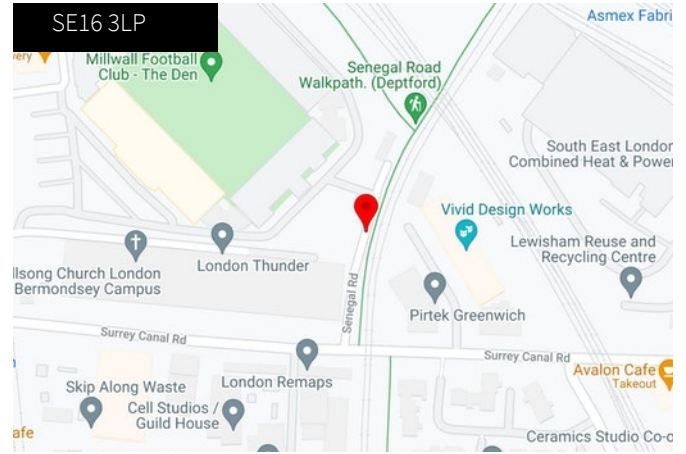 SE16 3LP
Asmex Fabri
very
Millwall Football
Club - The Den
Senegal Road
Walkpath. (Deptford)
South East London
Combined Heat & Power
Vivid Design Works
Lewisham Reuse and
Recycling Centre
llsong Church London
Bermondsey Campus
London Thunder
Senegal Rd
Pirtek Greenwich
Surrey Canal Rd
Surrey Canal Rd
London Remaps
Avalon Cafe
Takeout
Skip Along Waste
Cell Studios /
Guild House
afe
Ceramics Studio Co-o